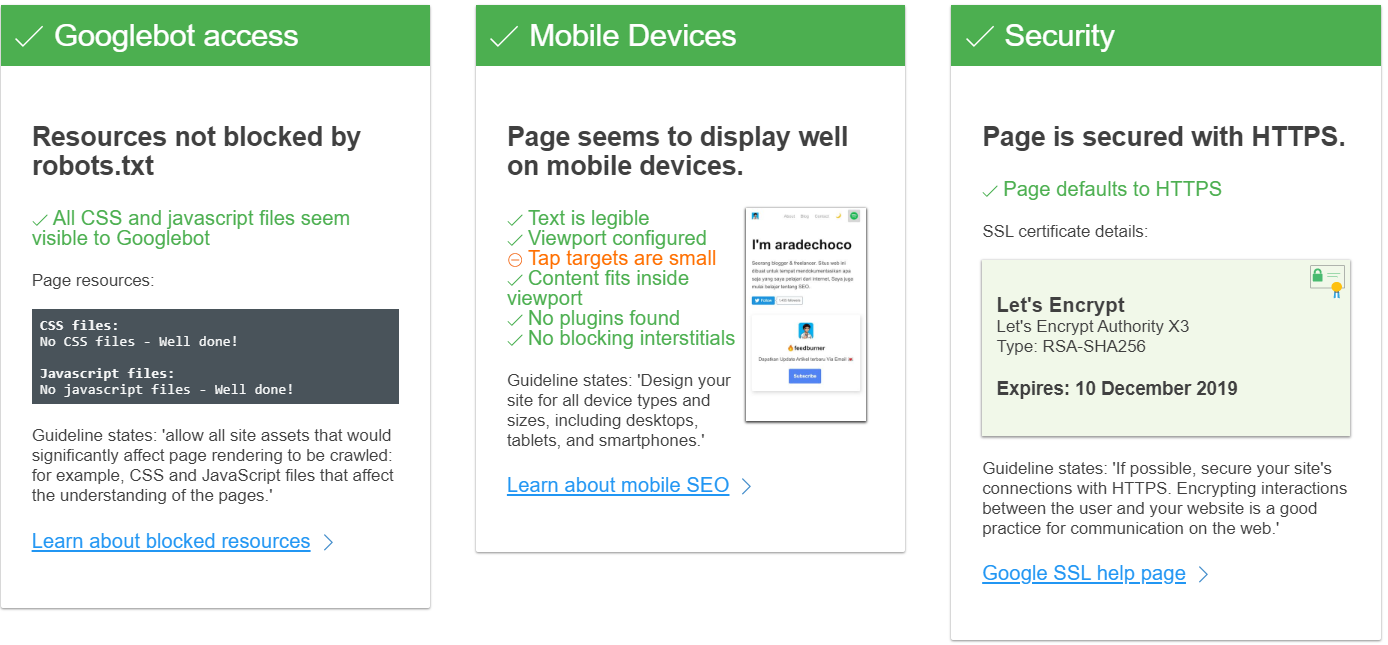 Googlebot access
Resources not blocked by
robots.txt
All CSS and javascript files seem
visible to Googlebot
Page resources:
CSS files:
No CSS files - Well done!
Javascript files:
No javascript files - Well done!
Guideline states: 'allow all site assets that would
significantly affect page rendering to be crawled:
for example, CSS and JavaScript files that affect
the understanding of the pages.'
Learn about blocked resources
Mobile Devices
Page seems to display well
on mobile devices.
Text is legible
Viewport configured
Tap targets are small
Content fits inside
viewport
No plugins found
No blocking interstitials
About Blog Contact
I'm aradechoco
Seorang blogger & freelancer. Situs web ini
dibuat untuk tempat mendokumentasikan apa
saja yang saya pelajari dari internet, Saya juga
mulai belajar tentang SEO.
Follow
feedburner
Dapatkan Update Artikel terbaru Via Email
Subscribe
Guideline states: 'Design your
site for all device types and
sizes, including desktops,
tablets, and smartphones.'
Learn about mobile SEO
Security
Page is secured with HTTPS.
Page defaults to HTTPS
SSL certificate details:
Let's Encrypt
Let's Encrypt Authority X3
Type: RSA-SHA256
Expires: 10 December 2019
Guideline states: 'If possible, secure your site's
connections with HTTPS. Encrypting interactions
between the user and your website is a good
practice for communication on the web.'
Google SSL help page